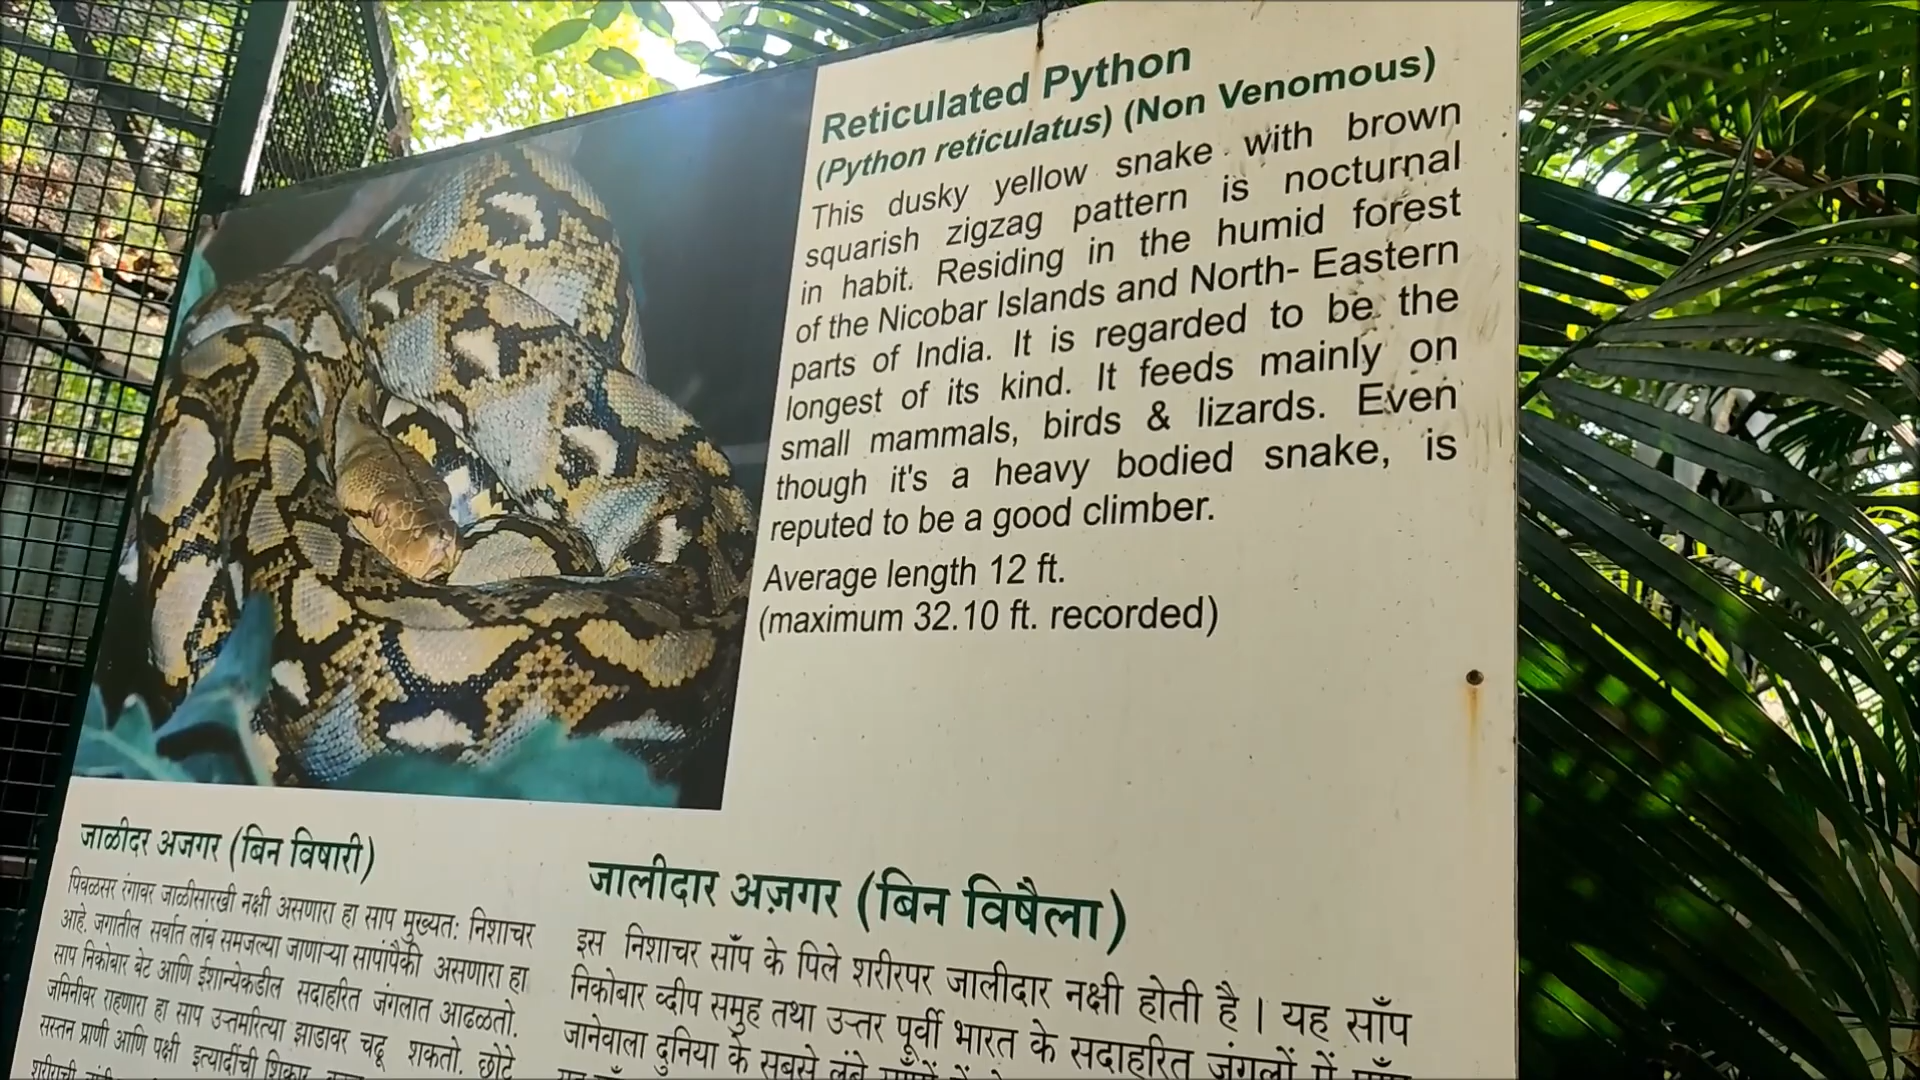 Reticulated Python
(Python reticulatus) (Non Venomous)
This dusky yellow snake with brown
squarish zigzag pattern is nocturnal
in habit. Residing in the humid forest
of the Nicobar Islands and North- Eastern
parts of India. It is regarded to be the
longest of its kind. It feeds mainly on
small mammals, birds & lizards. Even
though it's a heavy bodied snake, is
reputed to be a good climber.
Average length 12 ft.
(maximum 32.10 ft. recorded)
जाळीदर अजगर (बिन विषारी)
पिवळसर रंगावर जाळीसारखी नक्षी असणारा हा साप मुख्यत: निशाचर
आहे. जगातील सर्वात लांब समजल्या जाणाऱ्या सापांपैकी असणारा हा
साप निकोबार बेट आणि ईशान्येकडील सदाहरित जंगलात आढळतो.
जमिनीवर राहणारा हा साप उत्तमरित्या झाडावर चढू शकतो. छोटे
सस्तन प्राणी आणि पक्षी इत्यादींची शिकार
जालीदार अज़गर (बिन विषैला)
इस निशाचर साँप के पिले शरीरपर जालीदार नक्षी होती है । यह साँप
निकोबार व्दीप समुह तथा उत्तर पूर्वी भारत के सदाहरित जंगलों में
जानेवाला दुनिया के सबसे लंबे